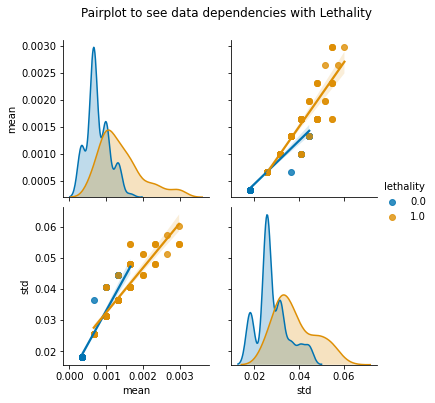 Pairplot to see data dependencies with Lethality
0.0030
0.0025
0.0020
0.0015
0.0010
0.0005
mean
lethality
0.0
1.0
0.06
0.05
0.04
0.03
0.02
std
0.000 0.001 0.002 0.003
mean
0.02 0.04 0.06
std